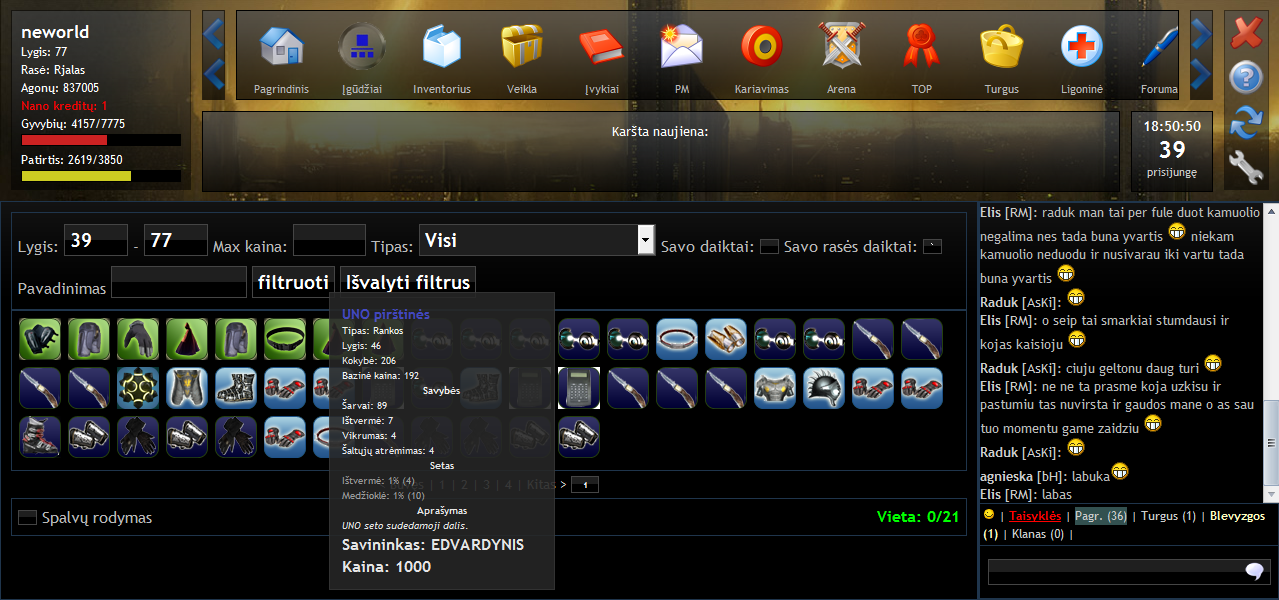 neworld
Lygis: 77
Rasė: Rjalas
Agonų: 837005
Nano kreditų: 1
Gyvybių: 4157/7775
Patirtis: 2619/3850
Pagrindinis
Įgūdžiai
Inventorius
Veikla
Įvykiai
PM
Kariavimas
Arena
TOP
Turgus
Ligoninė
Foruma
Karšta naujiena:
18:50:50
39
prisijungę
Lygis: 39 - 77 Max kaina: Tipas: Visi Savo daiktai: Savo rasės daiktai:
Pavadinimas filtruoti Išvalyti filtrus
UNO pirštinės
Tipas: Rankos
Lygis: 46
Kokybė: 206
Bazinė kaina: 192
Savybės
Šarvai: 89
Ištvermė: 7
Vikrumas: 4
Šaltųjų atrėmimas: 4
Setas
Ištvermė: 1% (4)
Medžioklė: 1% (10)
Aprašymas
UNO seto sudedamoji dalis.
Savininkas: EDVARDYNIS
Kaina: 1000
| 1 | 2 | 3 | 4 | Kitas > 1
Spalvų rodymas
Vieta: 0/21
Elis [RM]: raduk man tai per fule duot kamuolio
negalima nes tada buna yvartis niekam
kamuolio neduodu ir nusivarau iki vartu tada
buna yvartis
Raduk [AsKi]:
Elis [RM]: o seip tai smarkiai stumdausi ir
kojas kaisioju
Raduk [AsKi]: ciuju geltonu daug turi
Elis [RM]: ne ne ta prasme koja uzkisu ir
pastumiu tas nuvirsta ir gaudos mane o as sau
tuo momentu game zaidziu
Raduk [AsKi]:
agnieska [bH]: labuka
Elis [RM]: labas
| Taisyklės | Pagr. (36) | Turgus (1) | Blevyzgos
(1) | Klanas (0) |